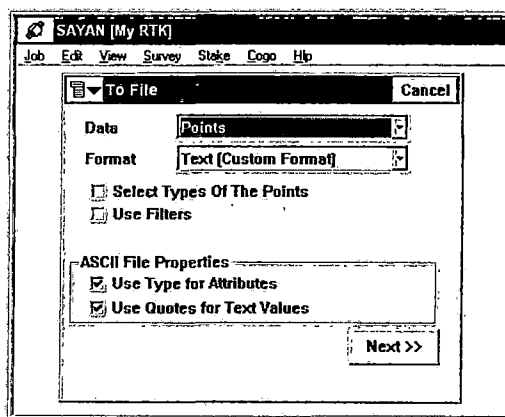 SAYAN [My RTK]
Job Edit View Survey Stake Cogo Hlp
To File Cancel
Data Points
Format Text [Custom Format]
Select Types Of The Points
Use Filters
ASCII File Properties
Use Type for Attributes
Use Quotes for Text Values
Next >>